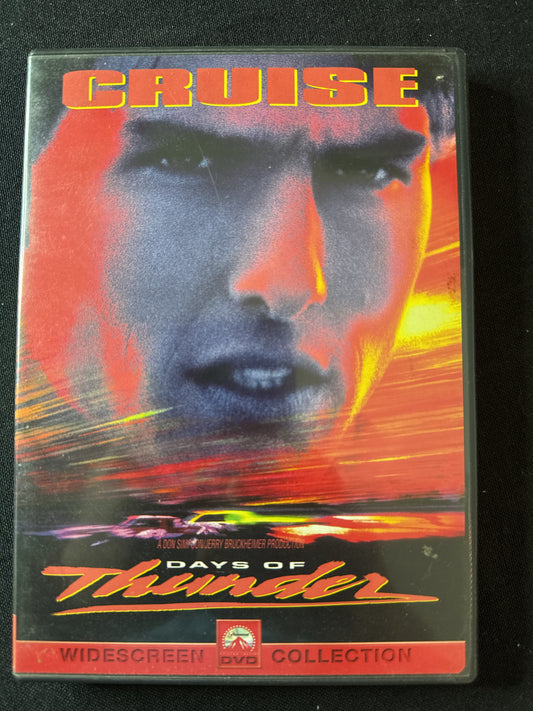 CRUISE
A DON SIMPSON/JERRY BRUCKHEIMER PRODUCTION
DAYS OF
Thunder
WIDESCREEN DVD COLLECTION